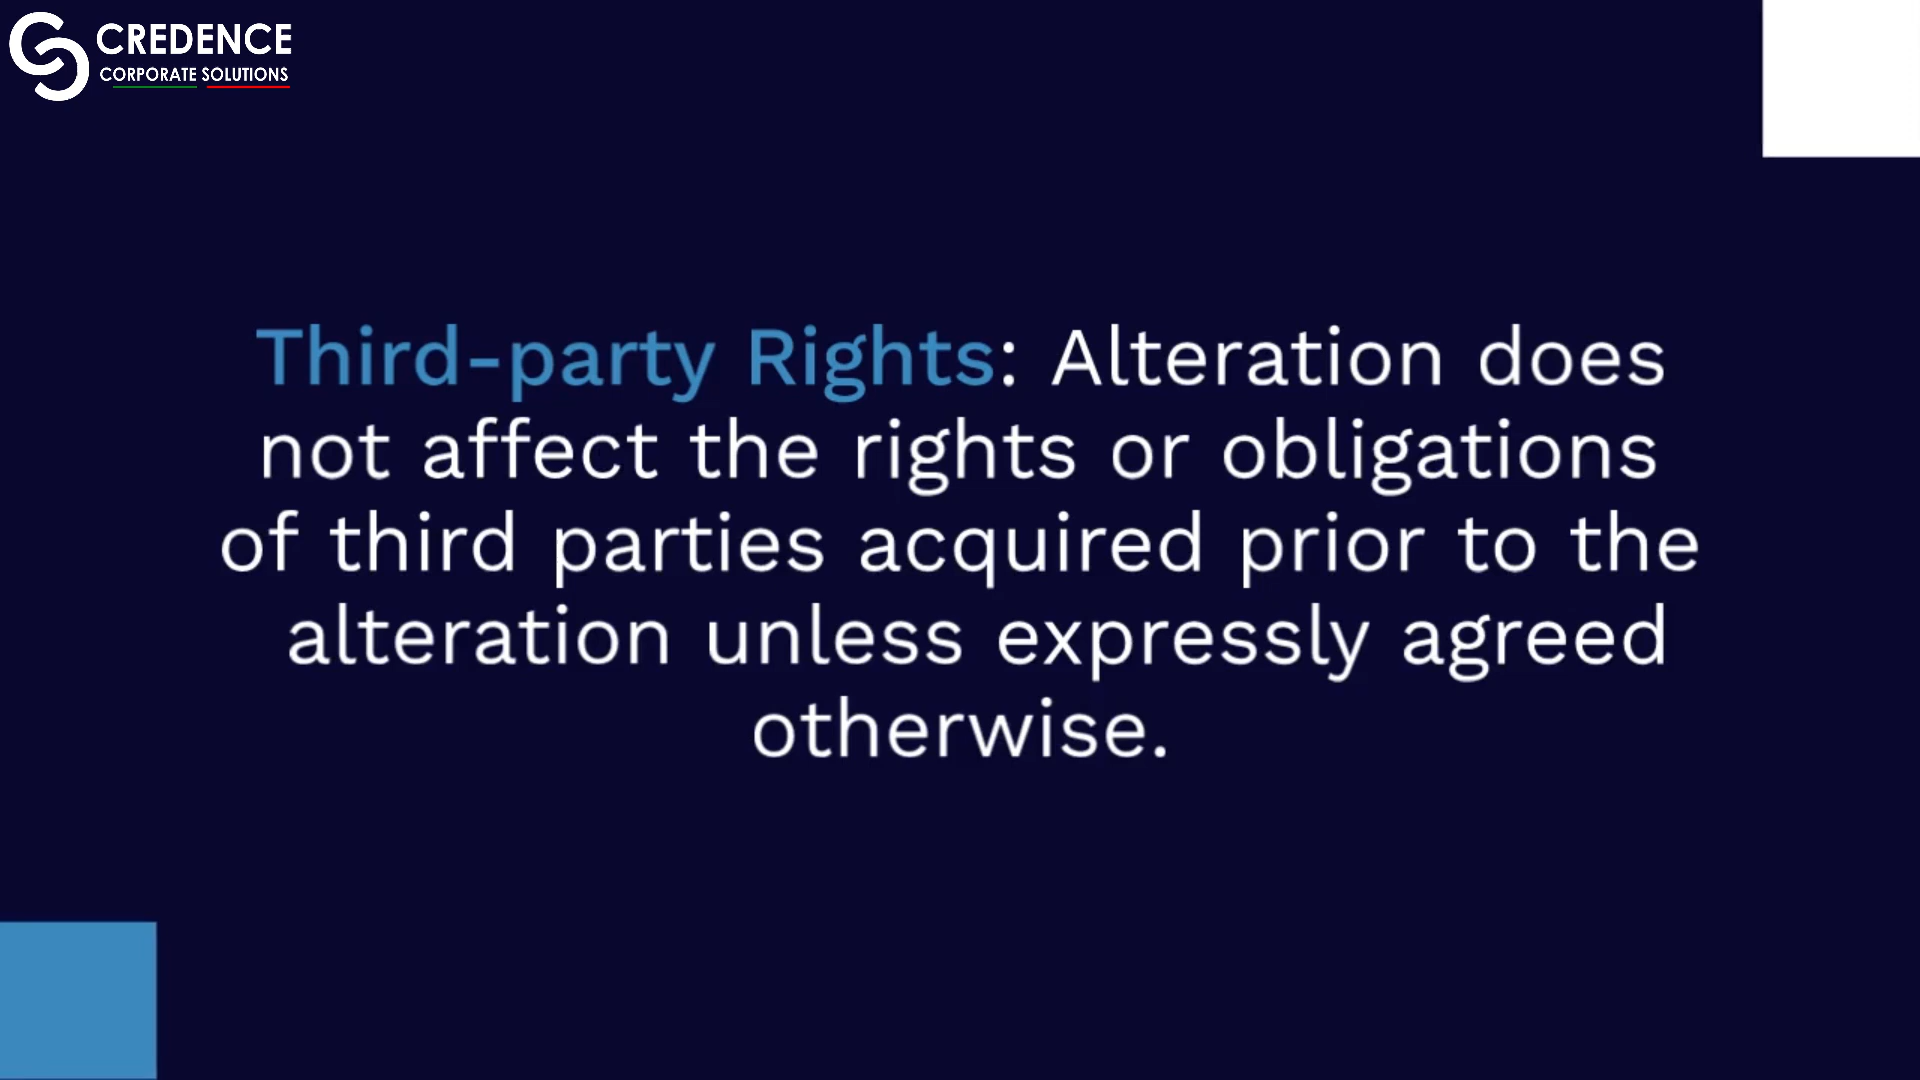 CREDENCE
CORPORATE SOLUTIONS
Third-party Rights: Alteration does
not affect the rights or obligations
of third parties acquired prior to the
alteration unless expressly agreed
otherwise.